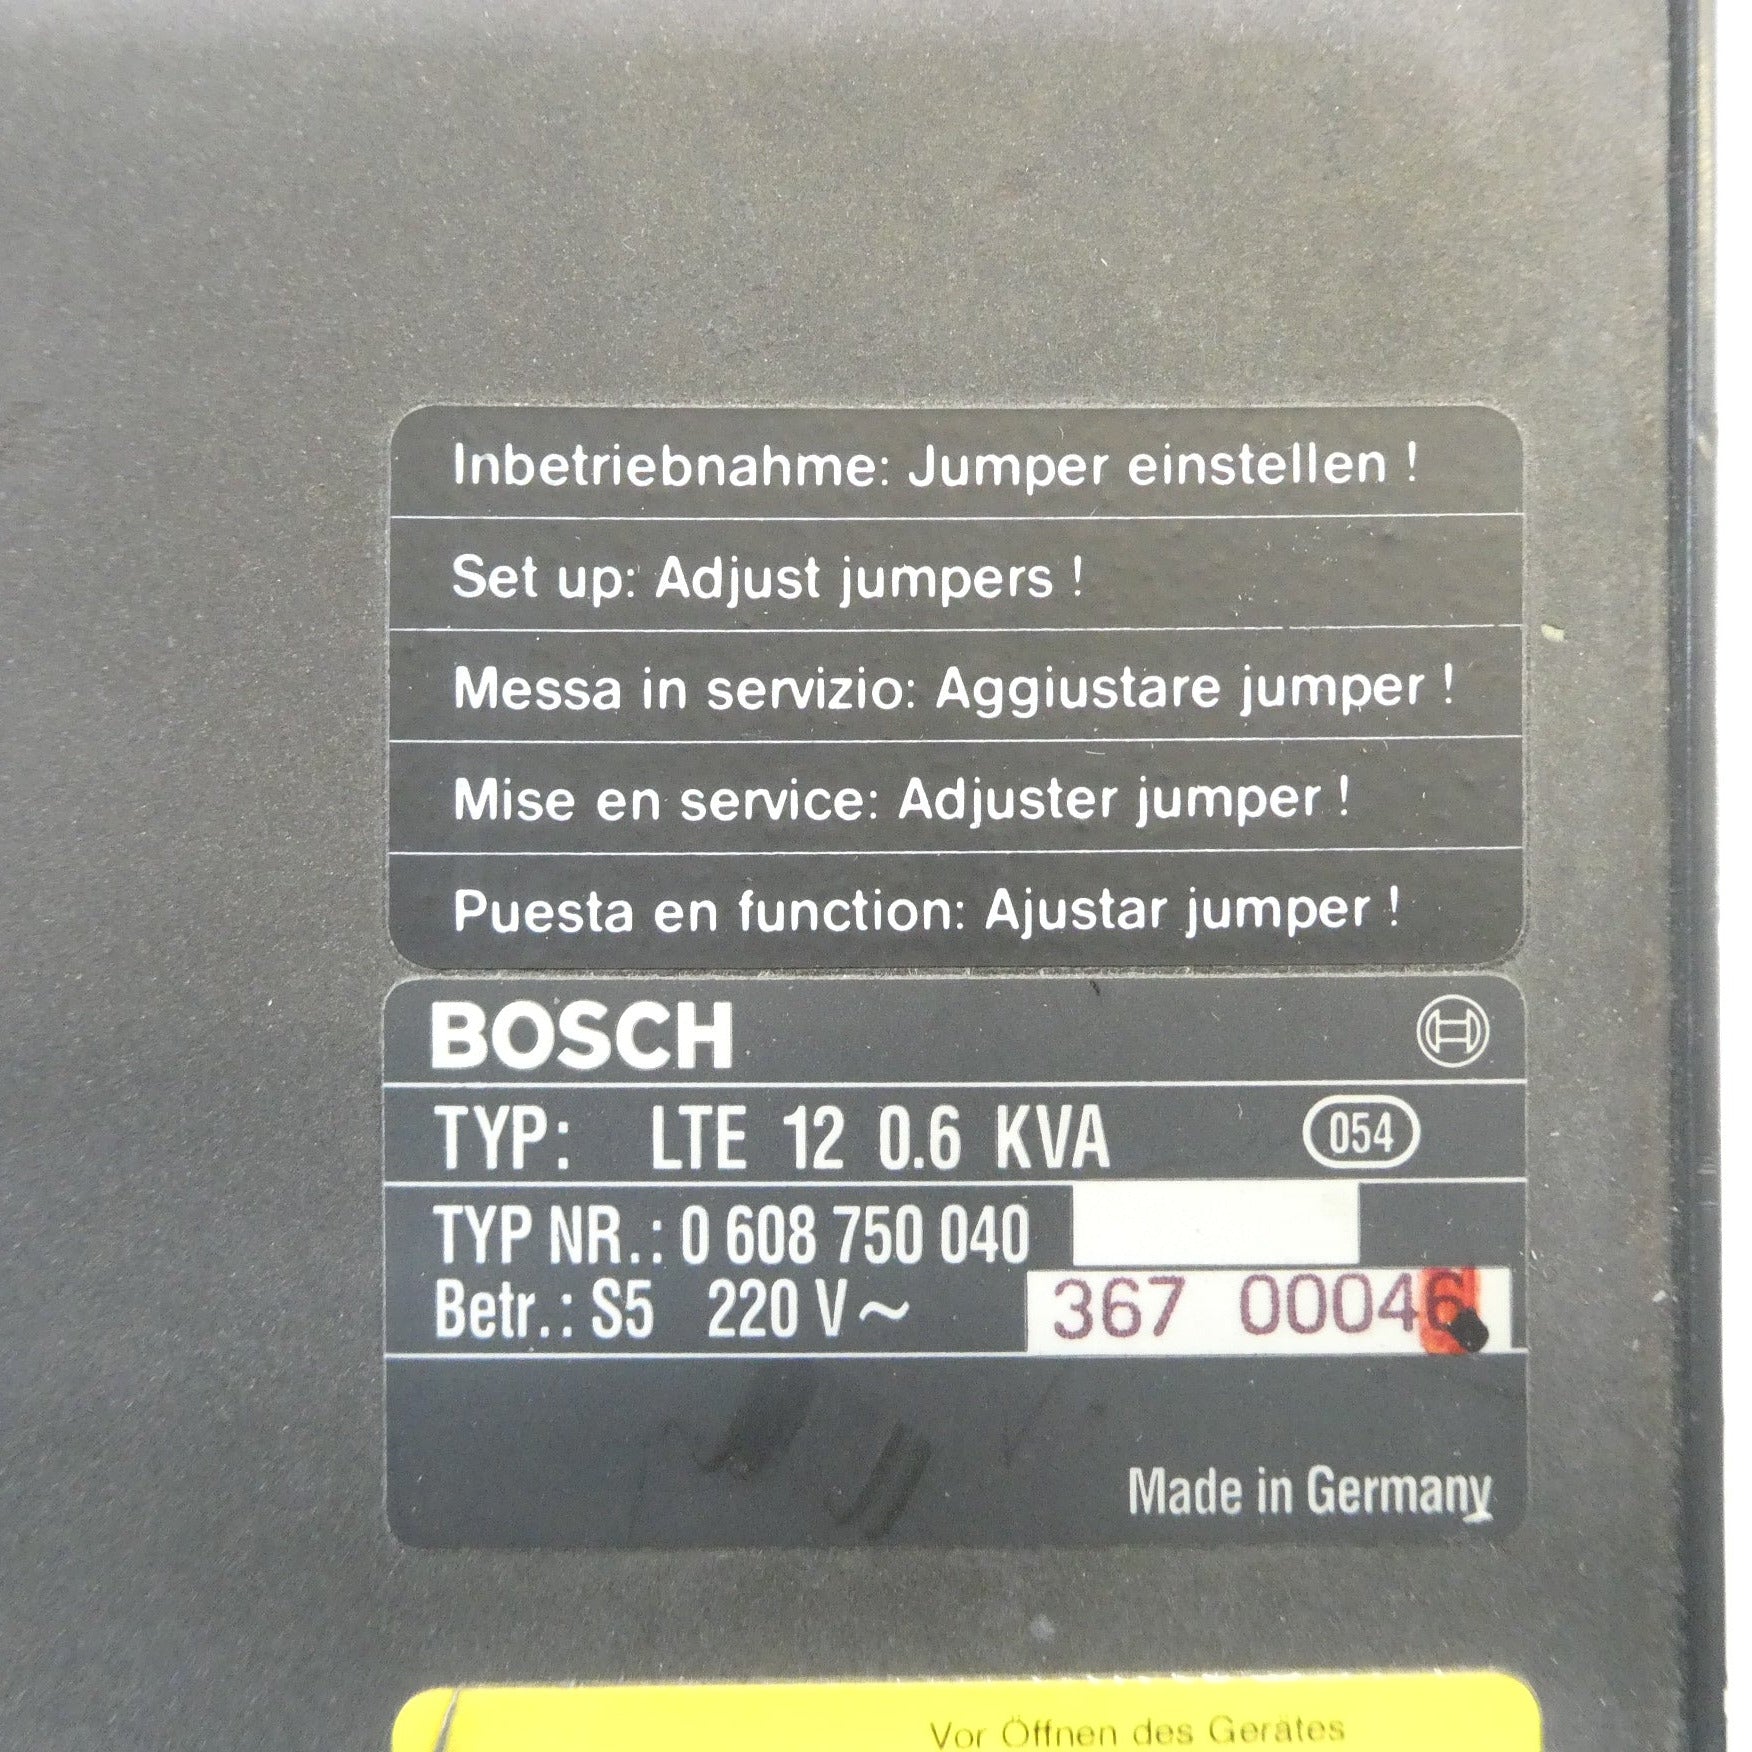 Inbetriebnahme: Jumper einstellen !
Set up: Adjust jumpers !
Messa in servizio: Aggiustare jumper !
Mise en service: Adjuster jumper !
Puesta en function: Ajustar jumper !
BOSCH
TYP: LTE 12 0.6 KVA 054
TYP NR.: 0 608 750 040
Betr.: S5 220 V~ 367 00046
Made in Germany
Vor Öffnen des Gerätes